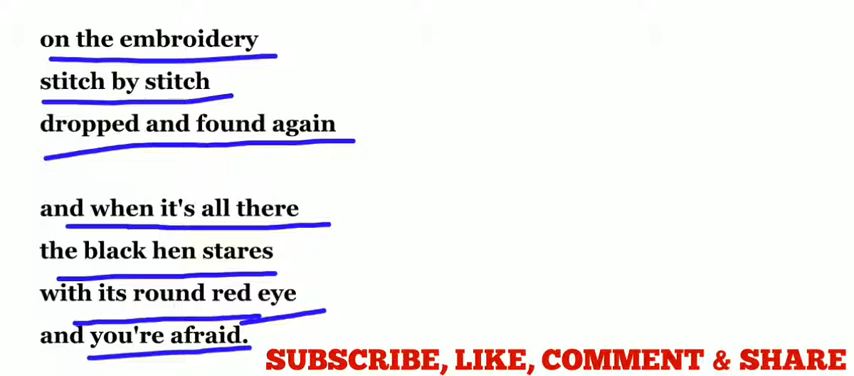 on the embroidery
stitch by stitch
dropped and found again
and when it's all there
the black hen stares
with its round red eye
and you're afraid.
SUBSCRIBE, LIKE, COMMENT & SHARE